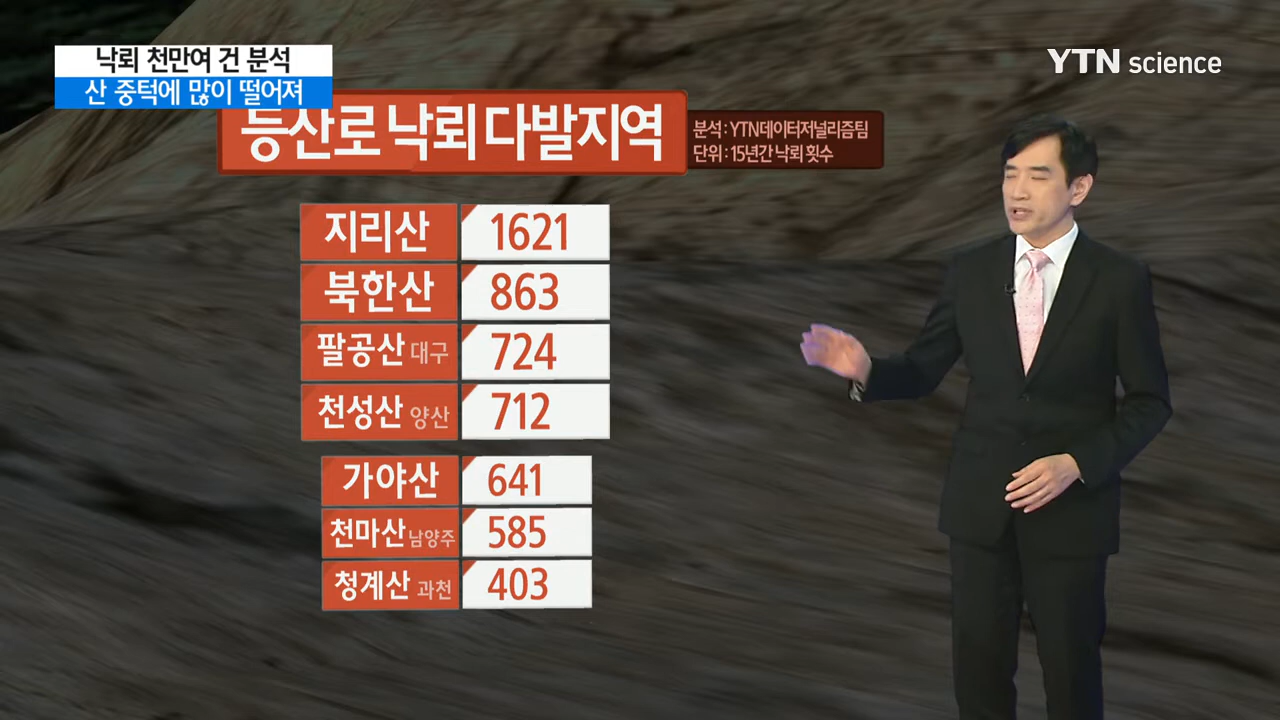 낙뢰 천만여 건 분석
산 중턱에 많이 떨어져
YTN science
등산로 낙뢰 다발지역
분석 : YTN데이터저널리즘팀
단위 : 15년간 낙뢰 횟수
지리산 1621
북한산 863
팔공산 대구 724
천성산 양산 712
가야산 641
천마산 남양주 585
청계산 과천 403